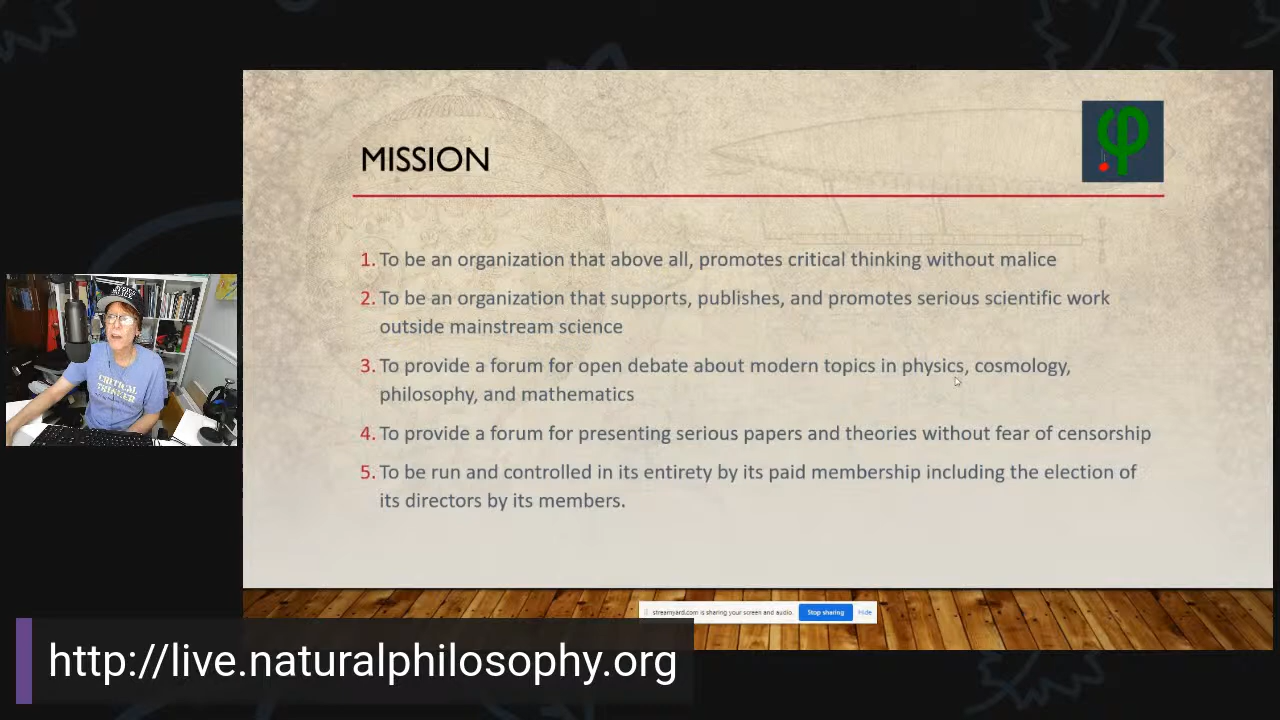 MISSION
1. To be an organization that above all, promotes critical thinking without malice
2. To be an organization that supports, publishes, and promotes serious scientific work
outside mainstream science
3. To provide a forum for open debate about modern topics in physics, cosmology,
philosophy, and mathematics
4. To provide a forum for presenting serious papers and theories without fear of censorship
5. To be run and controlled in its entirety by its paid membership including the election of
its directors by its members.
CRITICAL
THINKER
streamyard.com is sharing your screen and audio. Stop sharing Hide
http://live.naturalphilosophy.org